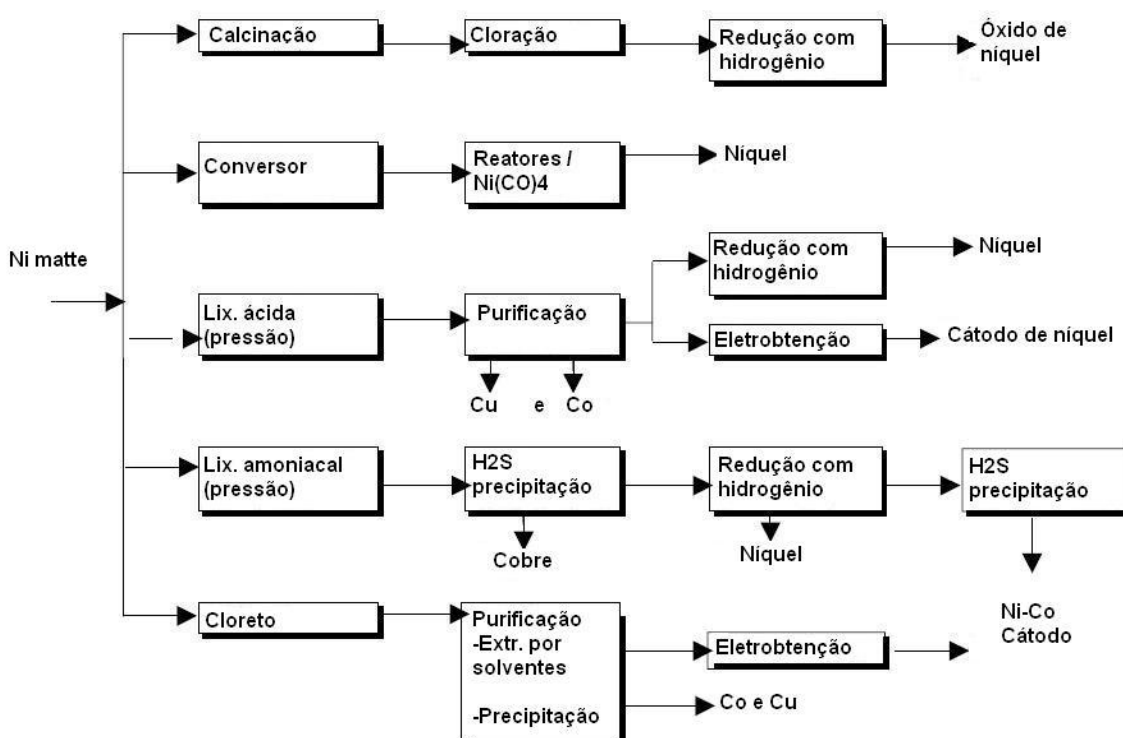 Calcinação
Cloração
Redução com
hidrogênio
Óxido de
níquel
Conversor
Reatores /
Ni(CO)4
Níquel
Ni matte
Lix. ácida
(pressão)
Purificação
Redução com
hidrogênio
Níquel
Eletrobtenção
Cátodo de níquel
Cu e Co
Lix. amoniacal
(pressão)
H2S
precipitação
Redução com
hidrogênio
H2S
precipitação
Cobre
Níquel
Ni-Co
Cátodo
Cloreto
Purificação
-Extr. por
solventes
-Precipitação
Eletrobtenção
Co e Cu